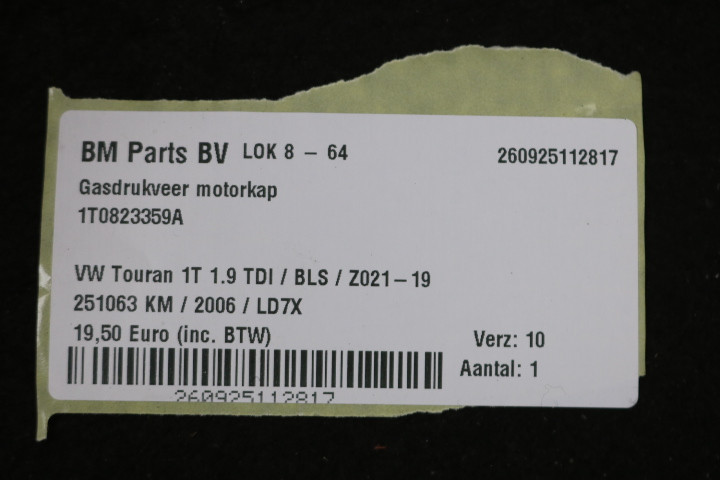 BM Parts BV LOK 8 - 64 260925112817
Gasdrukveer motorkap
1T0823359A
VW Touran 1T 1.9 TDI / BLS / Z021-19
251063 KM / 2006 / LD7X
19,50 Euro (inc. BTW) Verz: 10
Aantal: 1
260925112817